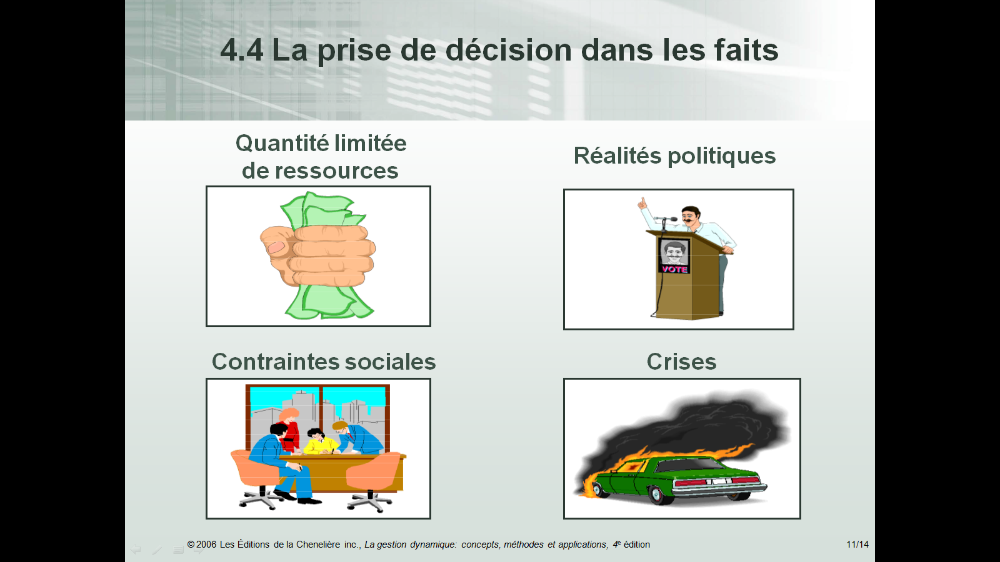 4.4 La prise de décision dans les faits
Quantité limitée
de ressources
Réalités politiques
VOTE
Contraintes sociales
Crises
© 2006 Les Éditions de la Chenelière inc., La gestion dynamique: concepts, méthodes et applications, 4e édition
11/14